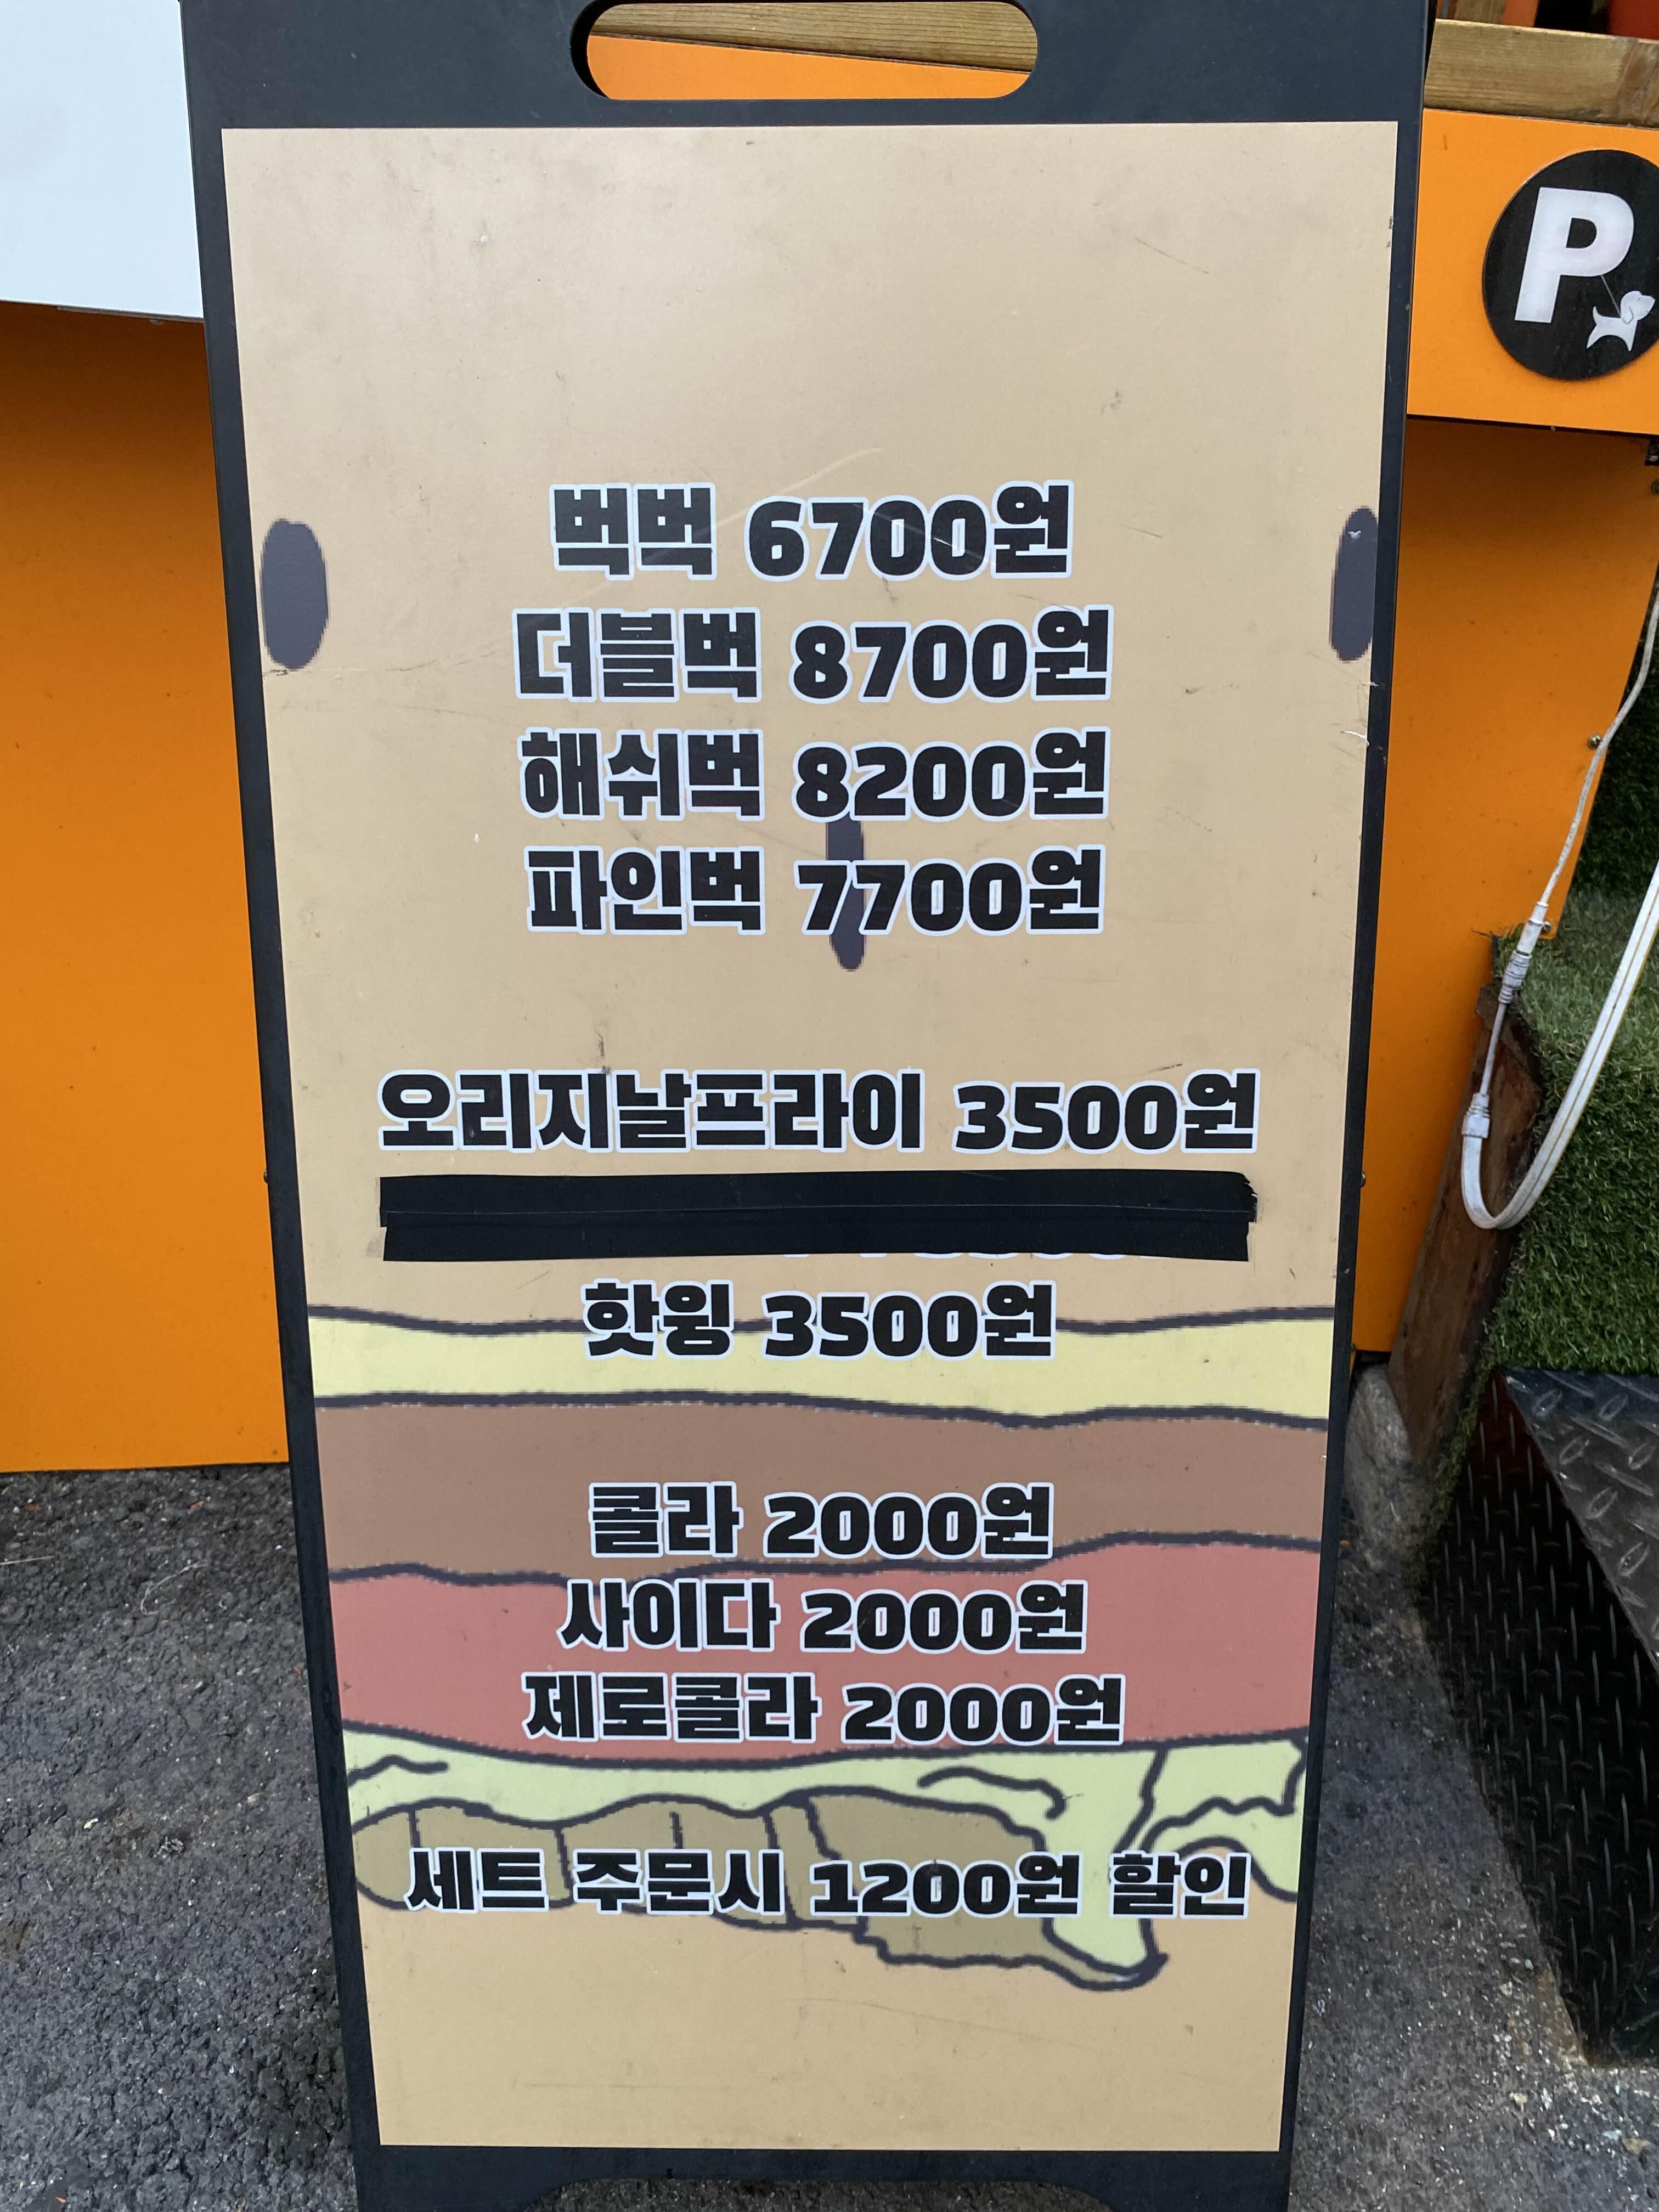 P
벅벅 6700원
더블벅 8700원
해쉬벅 8200원
파인벅 7700원
오리지날프라이 3500원
핫윙 3500원
콜라 2000원
사이다 2000원
제로콜라 2000원
세트 주문시 1200원 할인